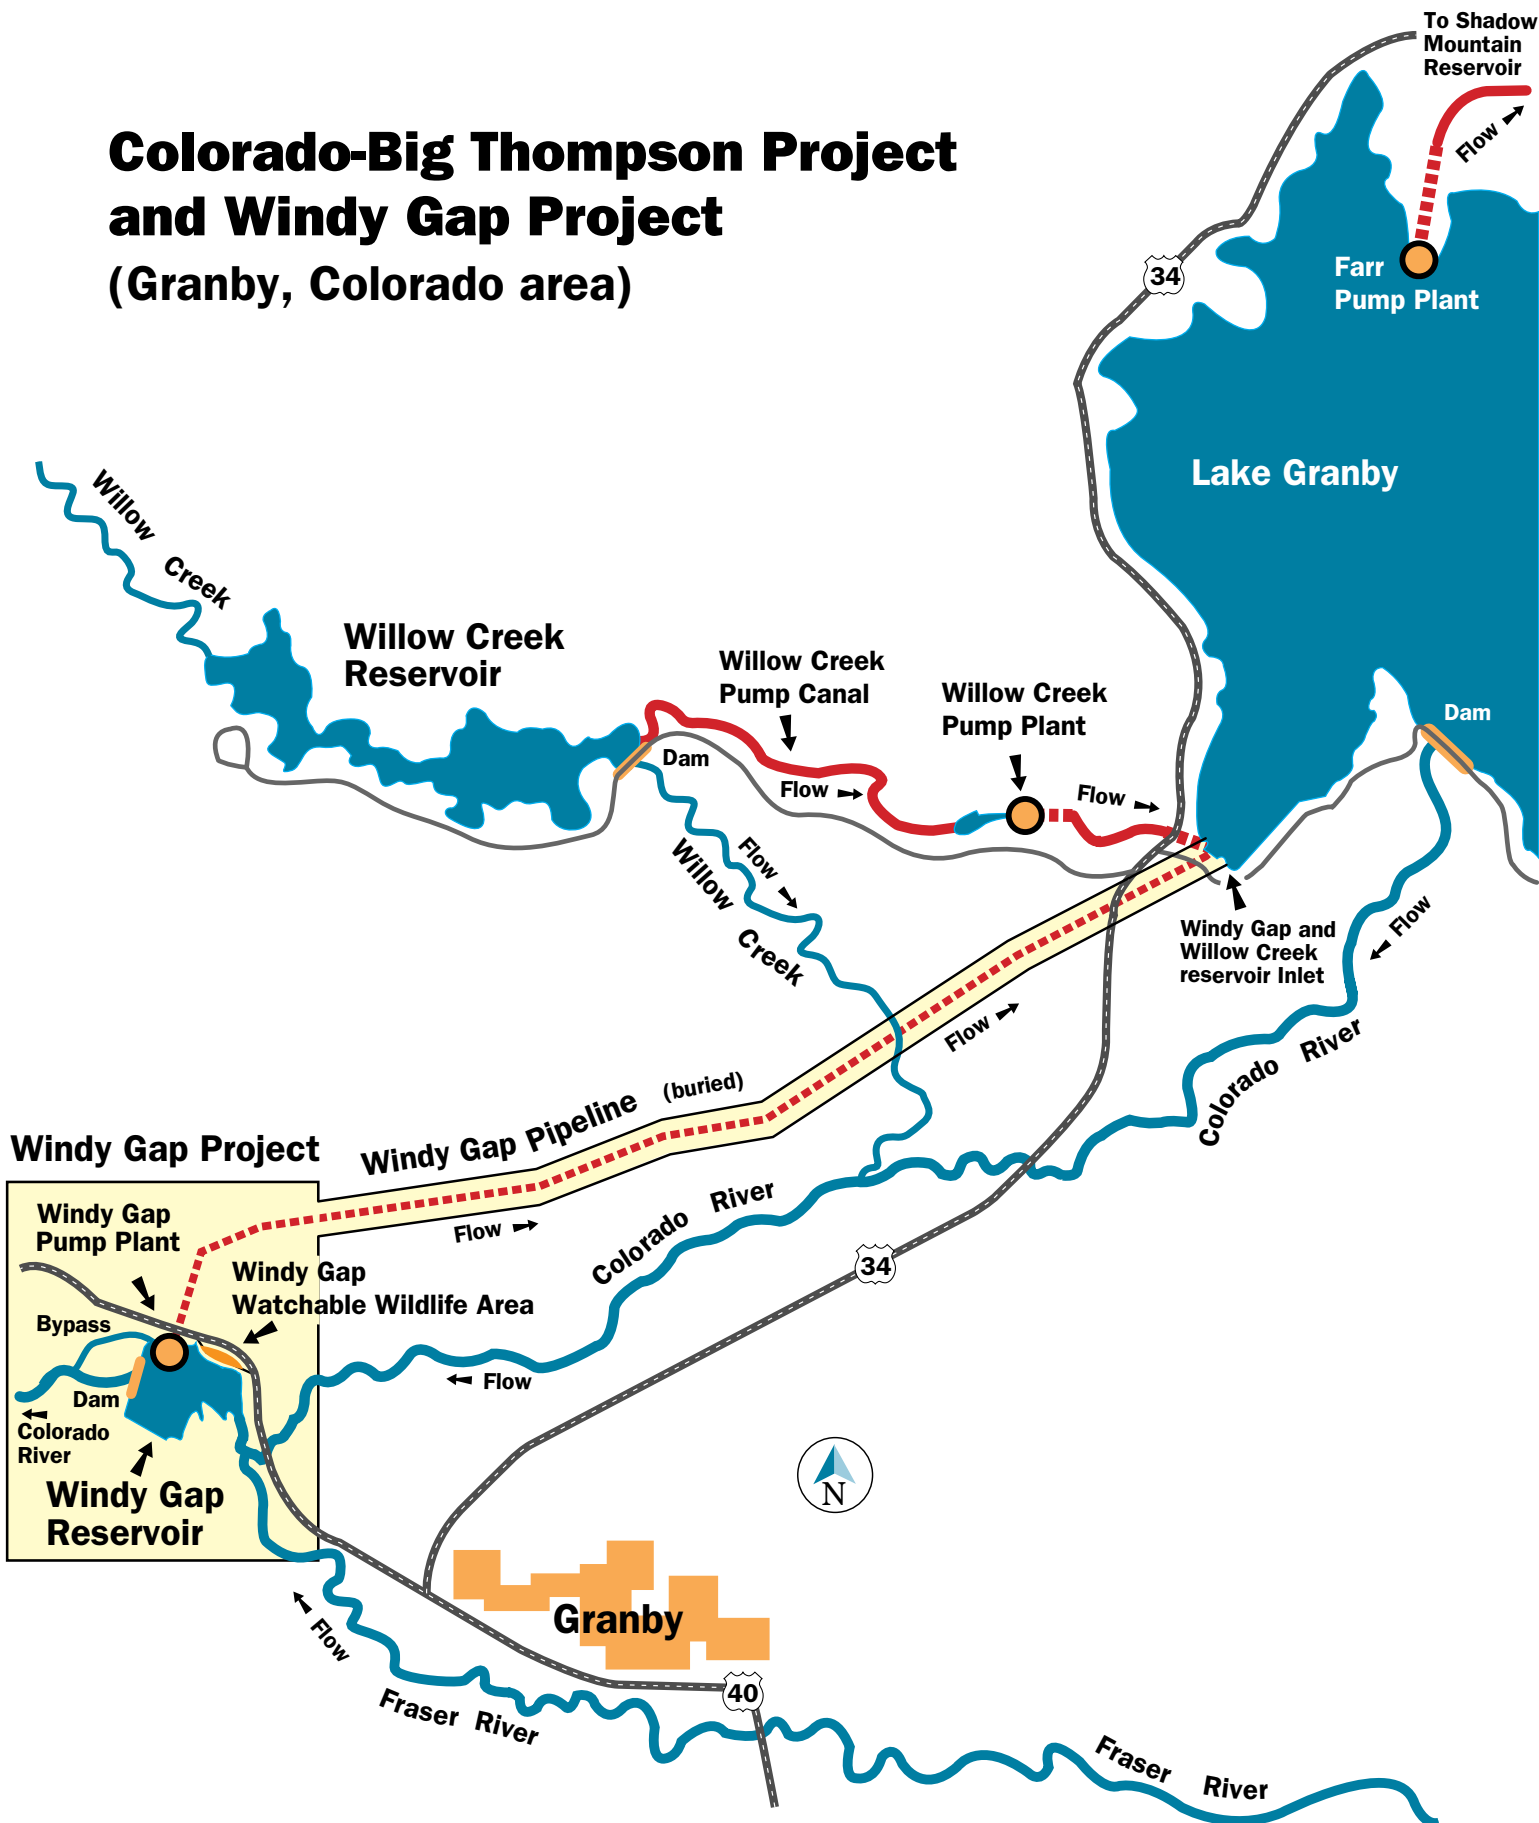 To Shadow
Mountain
Reservoir
Flow
Colorado-Big Thompson Project
and Windy Gap Project
(Granby, Colorado area)
34
Farr
Pump Plant
Lake Granby
Willow
Creek
Willow Creek
Reservoir
Willow Creek
Pump Canal
Willow Creek
Pump Plant
Dam
Dam
Flow
Flow
Flow
Willow
Creek
Windy Gap and
Willow Creek
reservoir Inlet
Flow
Flow
Colorado River
Windy Gap Pipeline (buried)
Windy Gap Project
Windy Gap
Pump Plant
Flow
Colorado River
Windy Gap
Watchable Wildlife Area
34
Bypass
Dam
Flow
Colorado
River
Windy Gap
Reservoir
N
Granby
Flow
40
Fraser River
Fraser River